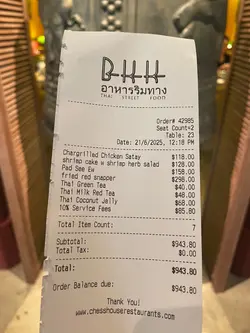 BHH
อาหารริมทาง
THAI STREET FOOD
Order# 42985
Seat Count=2
Table: 23
Date: 21/6/2025, 12:18 PM
Chargrilled Chicken Satay $118.00
shrimp cake w shrimp herb salad $128.00
Pad See Ew $158.00
fried red snapper $298.00
Thai Green Tea $40.00
Thai Milk Red Tea $48.00
Thai Coconut Jelly $68.00
10% Service Fees $85.80
Total Item Count: 7
Subtotal: $943.80
Total Tax: $0.00
Total: $943.80
Order Balance due: $943.80
Thank You!
www.chesshouserestaurants.com